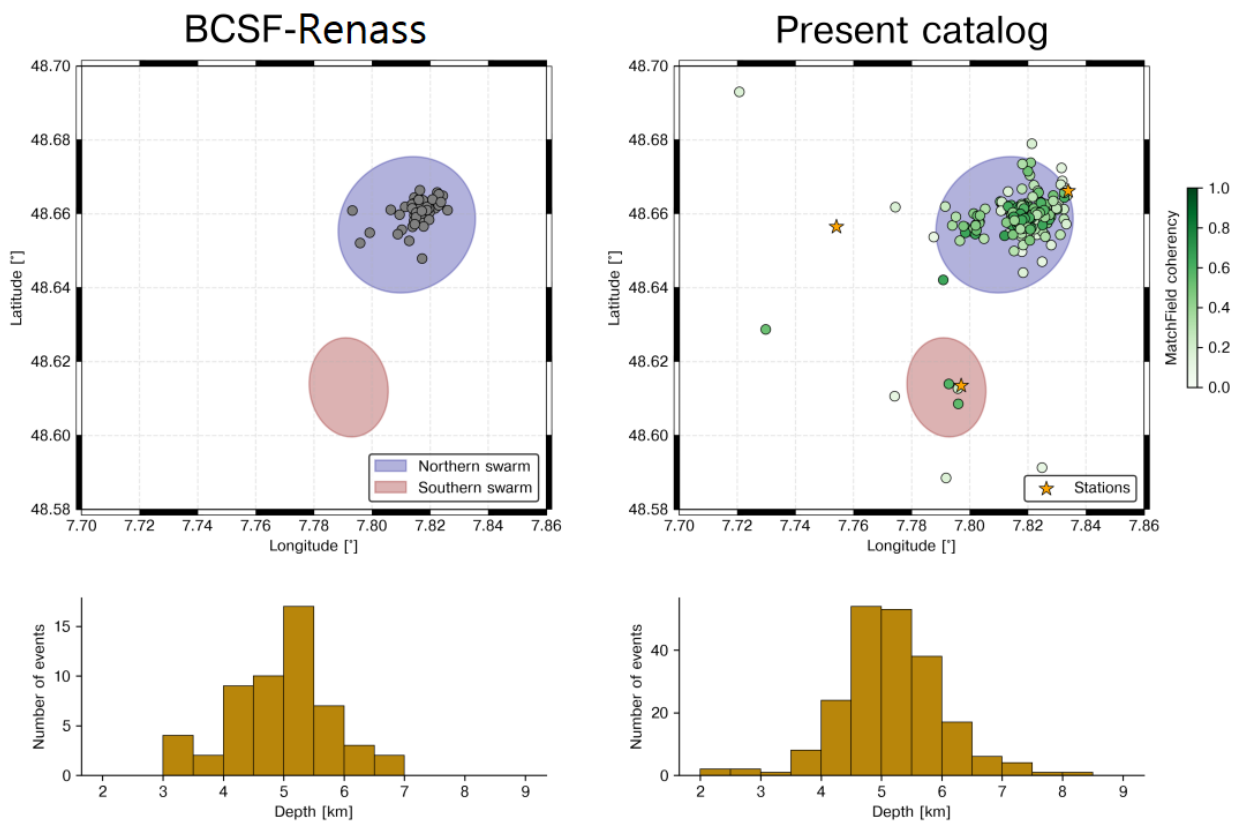 BCSF-Renass
Present catalog
48.70
48.68
48.66
48.64
48.62
48.60
48.58
Latitude [°]
7.70 7.72 7.74 7.76 7.78 7.80 7.82 7.84 7.86
Longitude [°]
Northern swarm
Southern swarm
48.70
48.68
48.66
48.64
48.62
48.60
48.58
Latitude [°]
7.70 7.72 7.74 7.76 7.78 7.80 7.82 7.84 7.86
Longitude [°]
Stations
MatchField coherency
1.0
0.8
0.6
0.4
0.2
0.0
Number of events
15
10
5
0
2 3 4 5 6 7 8 9
Depth [km]
Number of events
40
20
0
2 3 4 5 6 7 8 9
Depth [km]